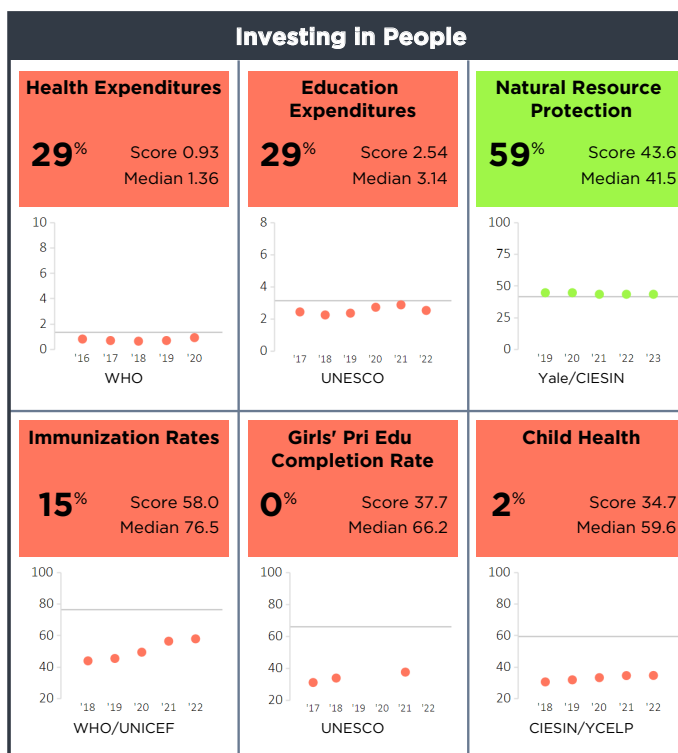 Investing in People
Health Expenditures
29%
Score 0.93
Median 1.36
10
8
6
4
2
0
'16 '17 '18 '19 '20
WHO
Education
Expenditures
29%
Score 2.54
Median 3.14
8
6
4
2
0
'17 '18 '19 '20 '21 '22
UNESCO
Natural Resource
Protection
59%
Score 43.6
Median 41.5
100
75
50
25
0
'19 '20 '21 '22 '23
Yale/CIESIN
Immunization Rates
15%
Score 58.0
Median 76.5
100
80
60
40
20
'18 '19 '20 '21 '22
WHO/UNICEF
Girls' Pri Edu
Completion Rate
0%
Score 37.7
Median 66.2
100
80
60
40
20
'17 '18 '19 '20 '21 '22
UNESCO
Child Health
2%
Score 34.7
Median 59.6
100
80
60
40
20
'18 '19 '20 '21 '22
CIESIN/YCELP